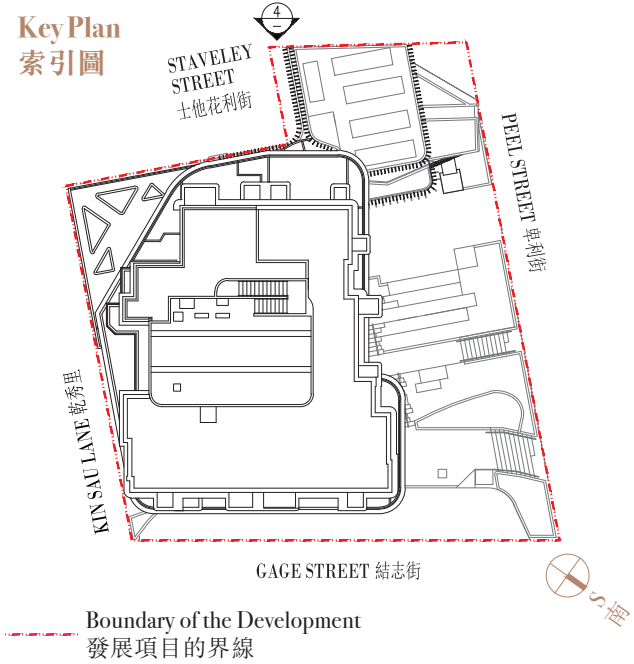 Key Plan
索引圖
4
–
STAVELEY
STREET
士他花利街
PEEL STREET 卑利街
KIN SAU LANE 乾秀里
GAGE STREET 結志街
S 南
Boundary of the Development
發展項目的界線